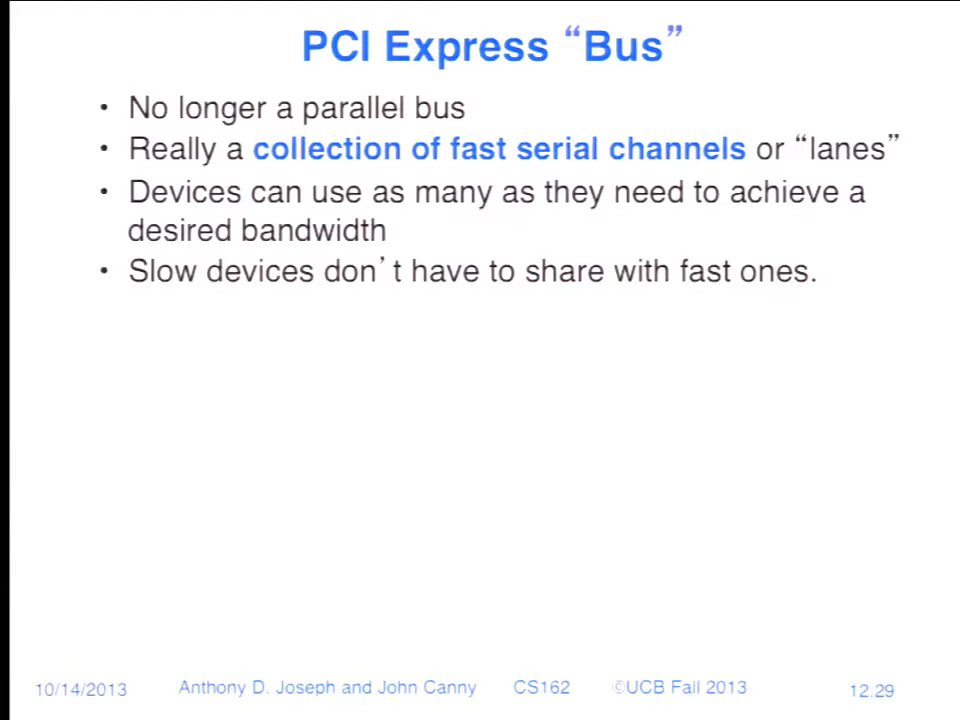 PCI Express “Bus”
• No longer a parallel bus
• Really a collection of fast serial channels or “lanes”
• Devices can use as many as they need to achieve a
desired bandwidth
• Slow devices don’t have to share with fast ones.
10/14/2013 Anthony D. Joseph and John Canny CS162 ©UCB Fall 2013 12.29